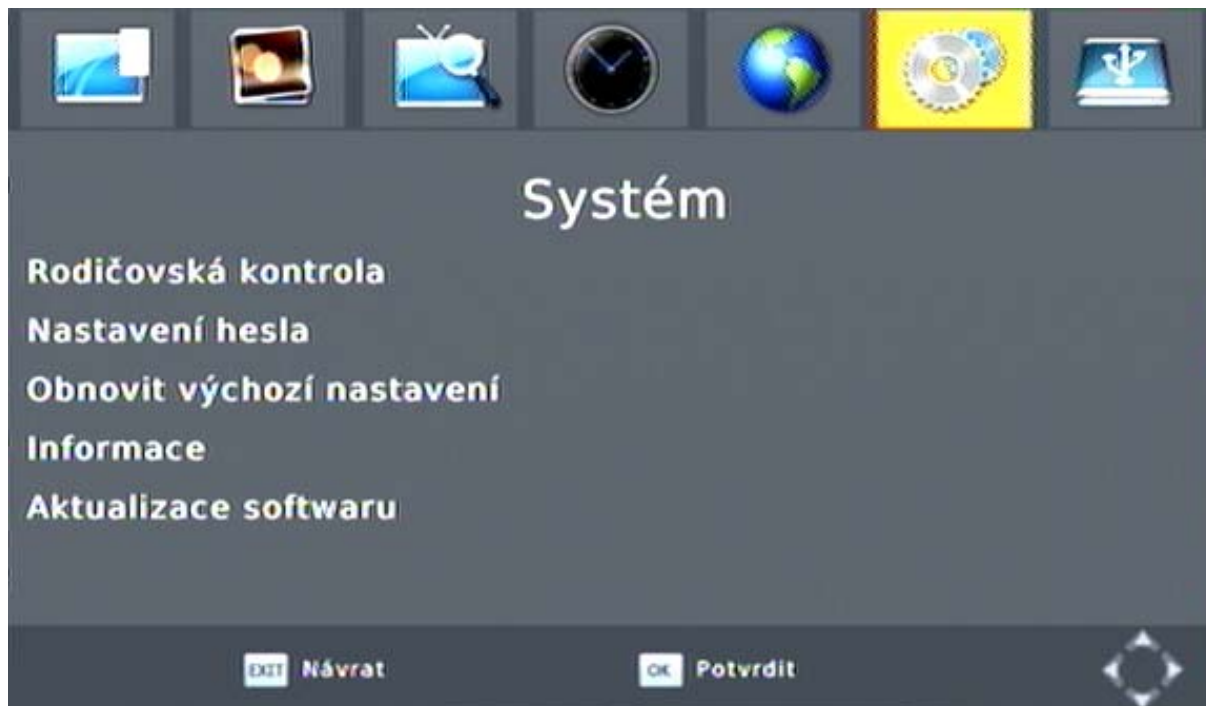 Systém
Rodičovská kontrola
Nastavení hesla
Obnovit výchozí nastavení
Informace
Aktualizace softwaru
EXIT Návrat
OK Potvrdit